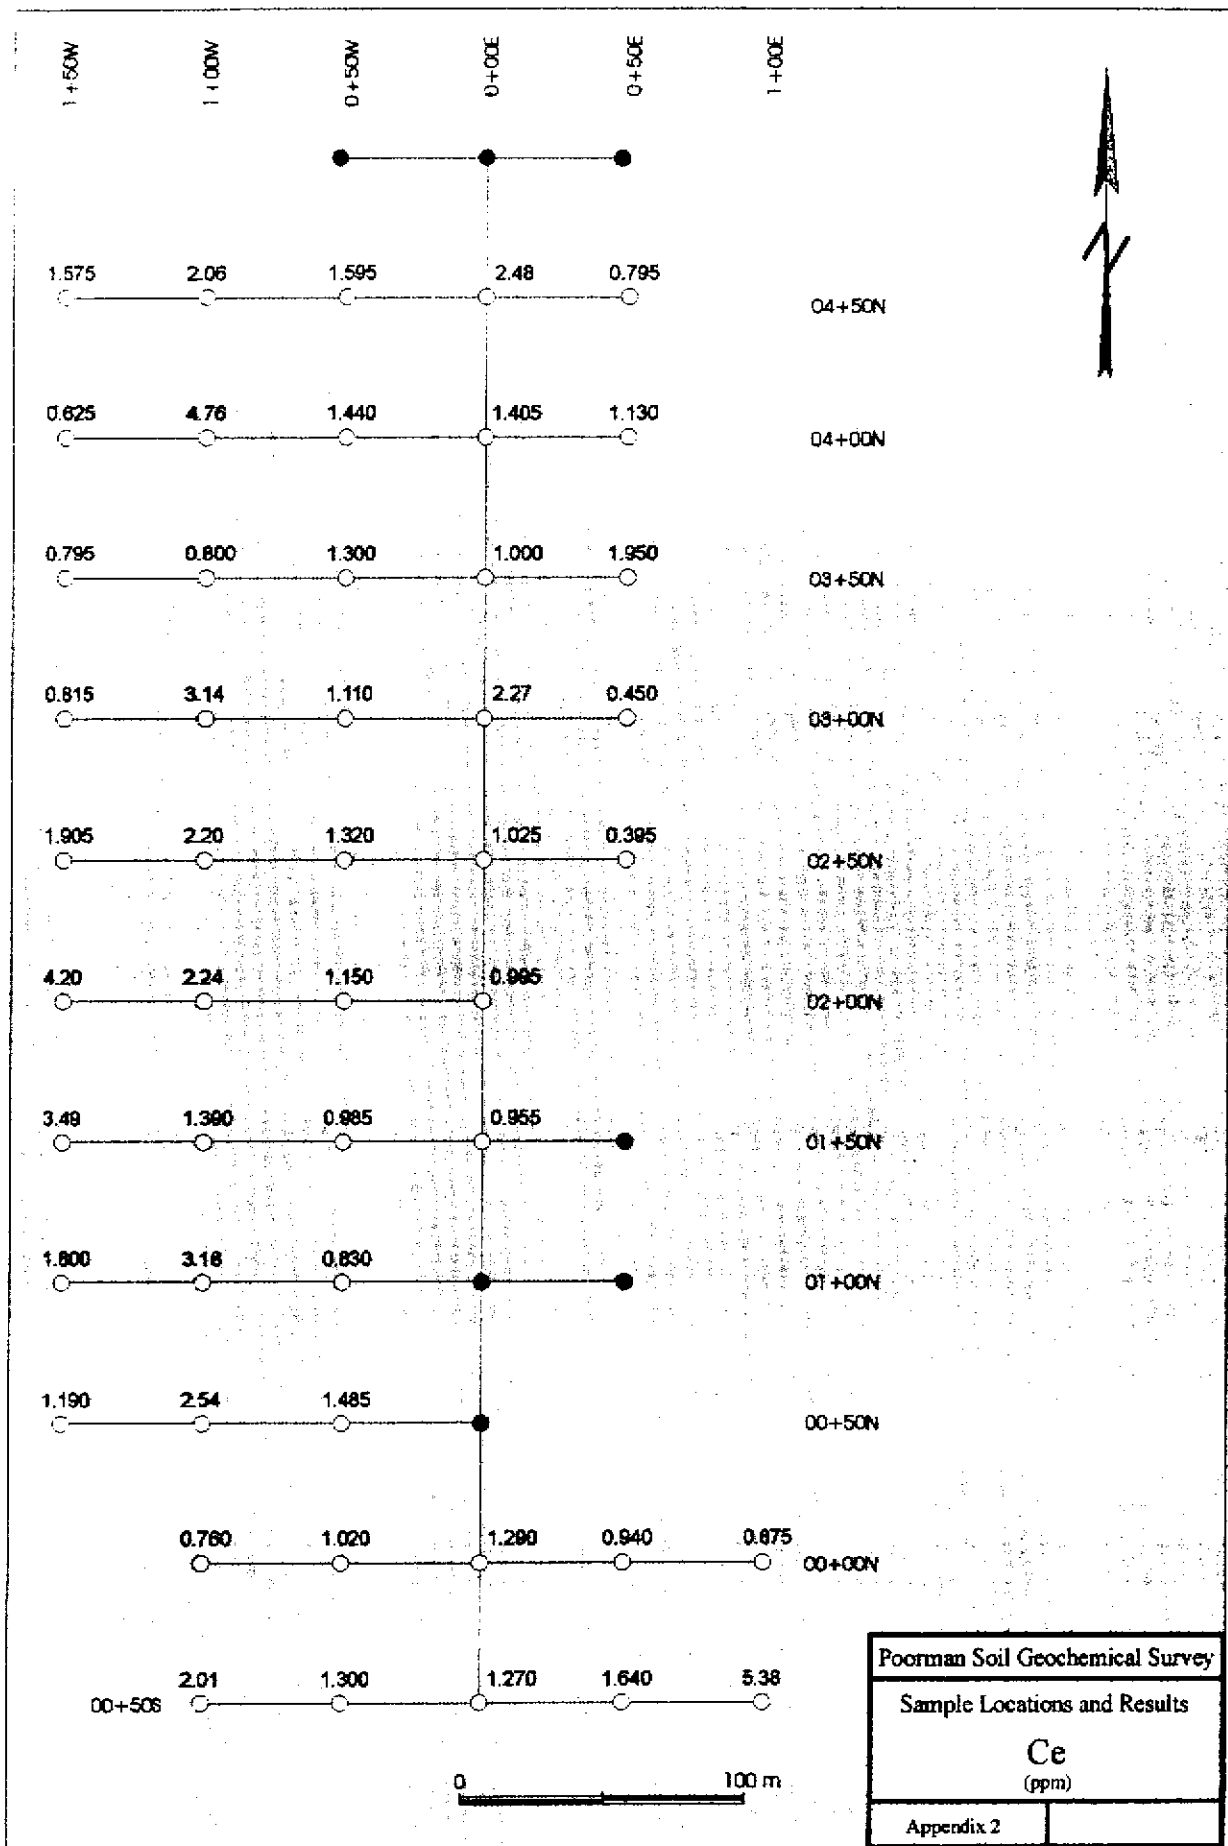 1+50W 1+00W 0+50W 0+00E 0+50E 1+00E
1.575 2.06 1.595 2.48 0.795
04+50N
0.625 4.76 1.440 1.405 1.130
04+00N
0.795 0.800 1.300 1.000 1.950
03+50N
0.815 3.14 1.110 2.27 0.450
03+00N
1.905 2.20 1.320 1.025 0.395
02+50N
4.20 2.24 1.150 0.995
02+00N
3.49 1.390 0.985 0.955
01+50N
1.800 3.16 0.830
01+00N
1.190 2.54 1.485
00+50N
0.760 1.020 1.290 0.940 0.875
00+00N
2.01 1.300 1.270 1.640 5.38
00+50S
0 100 m
Poorman Soil Geochemical Survey
Sample Locations and Results
Ce
(ppm)
Appendix 2